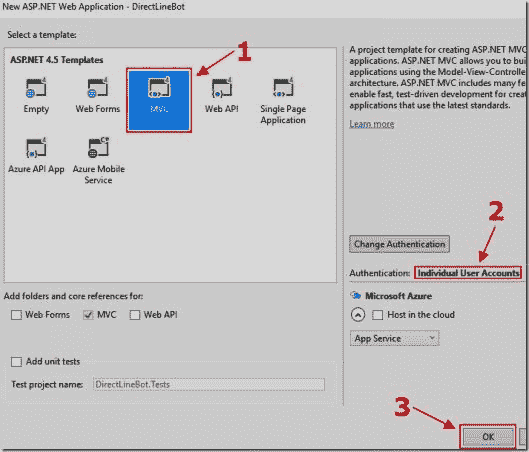 New ASP.NET Web Application - DirectLineBot
Select a template:
ASP.NET 4.5 Templates
Empty
Web Forms
MVC
Web API
Single Page
Application
Azure API App
Azure Mobile
Service
Add folders and core references for:
Web Forms
MVC
Web API
Add unit tests
Test project name:
DirectLineBot.Tests
1
A project template for creating ASP.NET MVC
applications. ASP.NET MVC allows you to bui
applications using the Model-View-Controlle
architecture. ASP.NET MVC includes many fe
enable fast, test-driven development for creat
applications that use the latest standards.
Learn more
2
Change Authentication
Authentication: Individual User Accounts
Microsoft Azure
Host in the cloud
App Service
3
OK